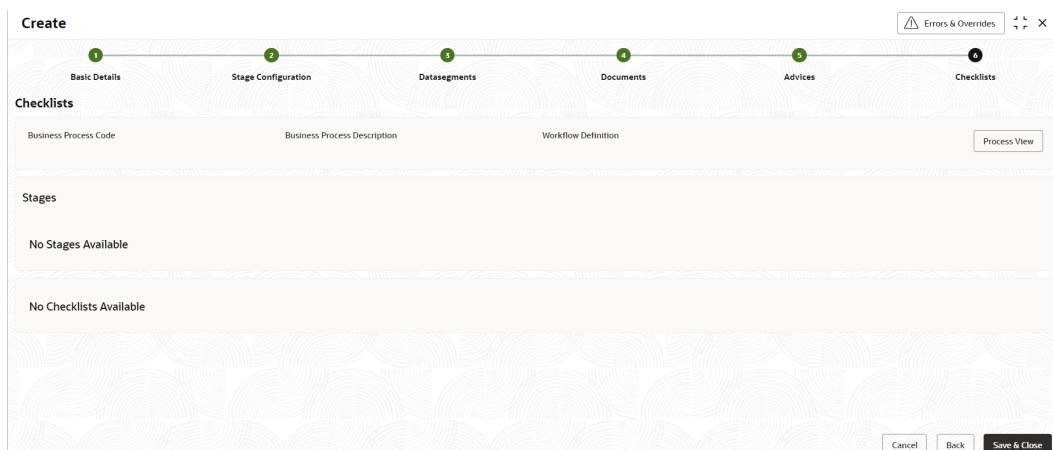 Create
Errors & Overrides
1 2 3 4 5 6
Basic Details Stage Configuration Datasegments Documents Advices Checklists
Checklists
Business Process Code Business Process Description Workflow Definition
Process View
Stages
No Stages Available
No Checklists Available
Cancel Back Save & Close